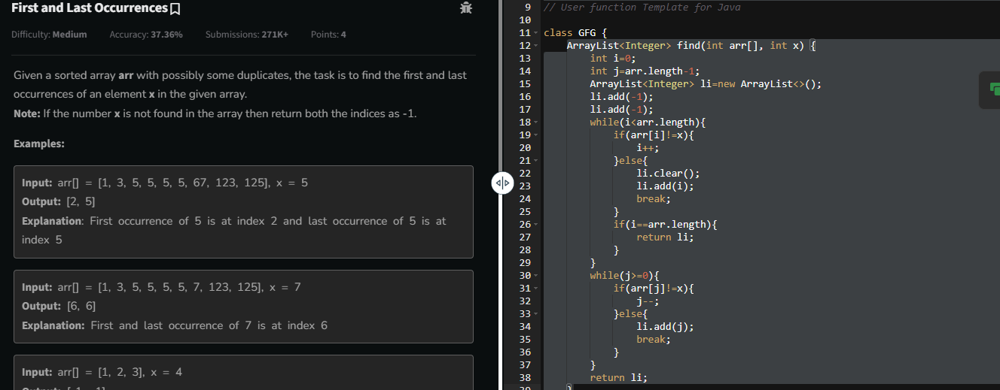 First and Last Occurrences
Difficulty: Medium Accuracy: 37.36% Submissions: 271K+ Points: 4
Given a sorted array arr with possibly some duplicates, the task is to find the first and last
occurrences of an element x in the given array.
Note: If the number x is not found in the array then return both the indices as -1.
Examples:
Input: arr[] = [1, 3, 5, 5, 5, 5, 67, 123, 125], x = 5
Output: [2, 5]
Explanation: First occurrence of 5 is at index 2 and last occurrence of 5 is at
index 5
Input: arr[] = [1, 3, 5, 5, 5, 5, 7, 123, 125], x = 7
Output: [6, 6]
Explanation: First and last occurrence of 7 is at index 6
Input: arr[] = [1, 2, 3], x = 4
9 // User function Template for Java
10
11 class GFG {
12 ArrayList<Integer> find(int arr[], int x) {
13 int i=0;
14 int j=arr.length-1;
15 ArrayList<Integer> li=new ArrayList<>();
16 li.add(-1);
17 li.add(-1);
18 while(i<arr.length){
19 if(arr[i]!=x){
20 i++;
21 }else{
22 li.clear();
23 li.add(i);
24 break;
25 }
26 if(i==arr.length){
27 return li;
28 }
29 }
30 while(j>=0){
31 if(arr[j]!=x){
32 j--;
33 }else{
34 li.add(j);
35 break;
36 }
37 }
38 return li;
39 }